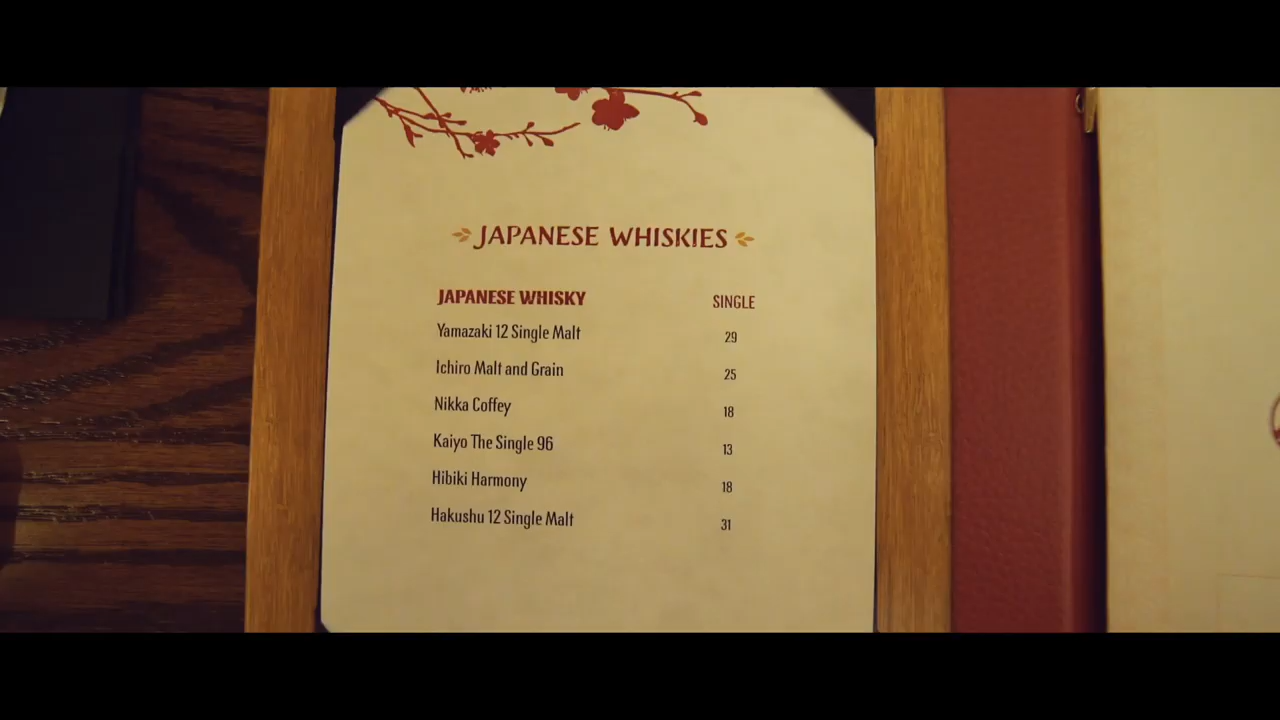 JAPANESE WHISKIES
JAPANESE WHISKY SINGLE
Yamazaki 12 Single Malt 29
Ichiro Malt and Grain 25
Nikka Coffey 18
Kaiyo The Single 96 13
Hibiki Harmony 18
Hakushu 12 Single Malt 31